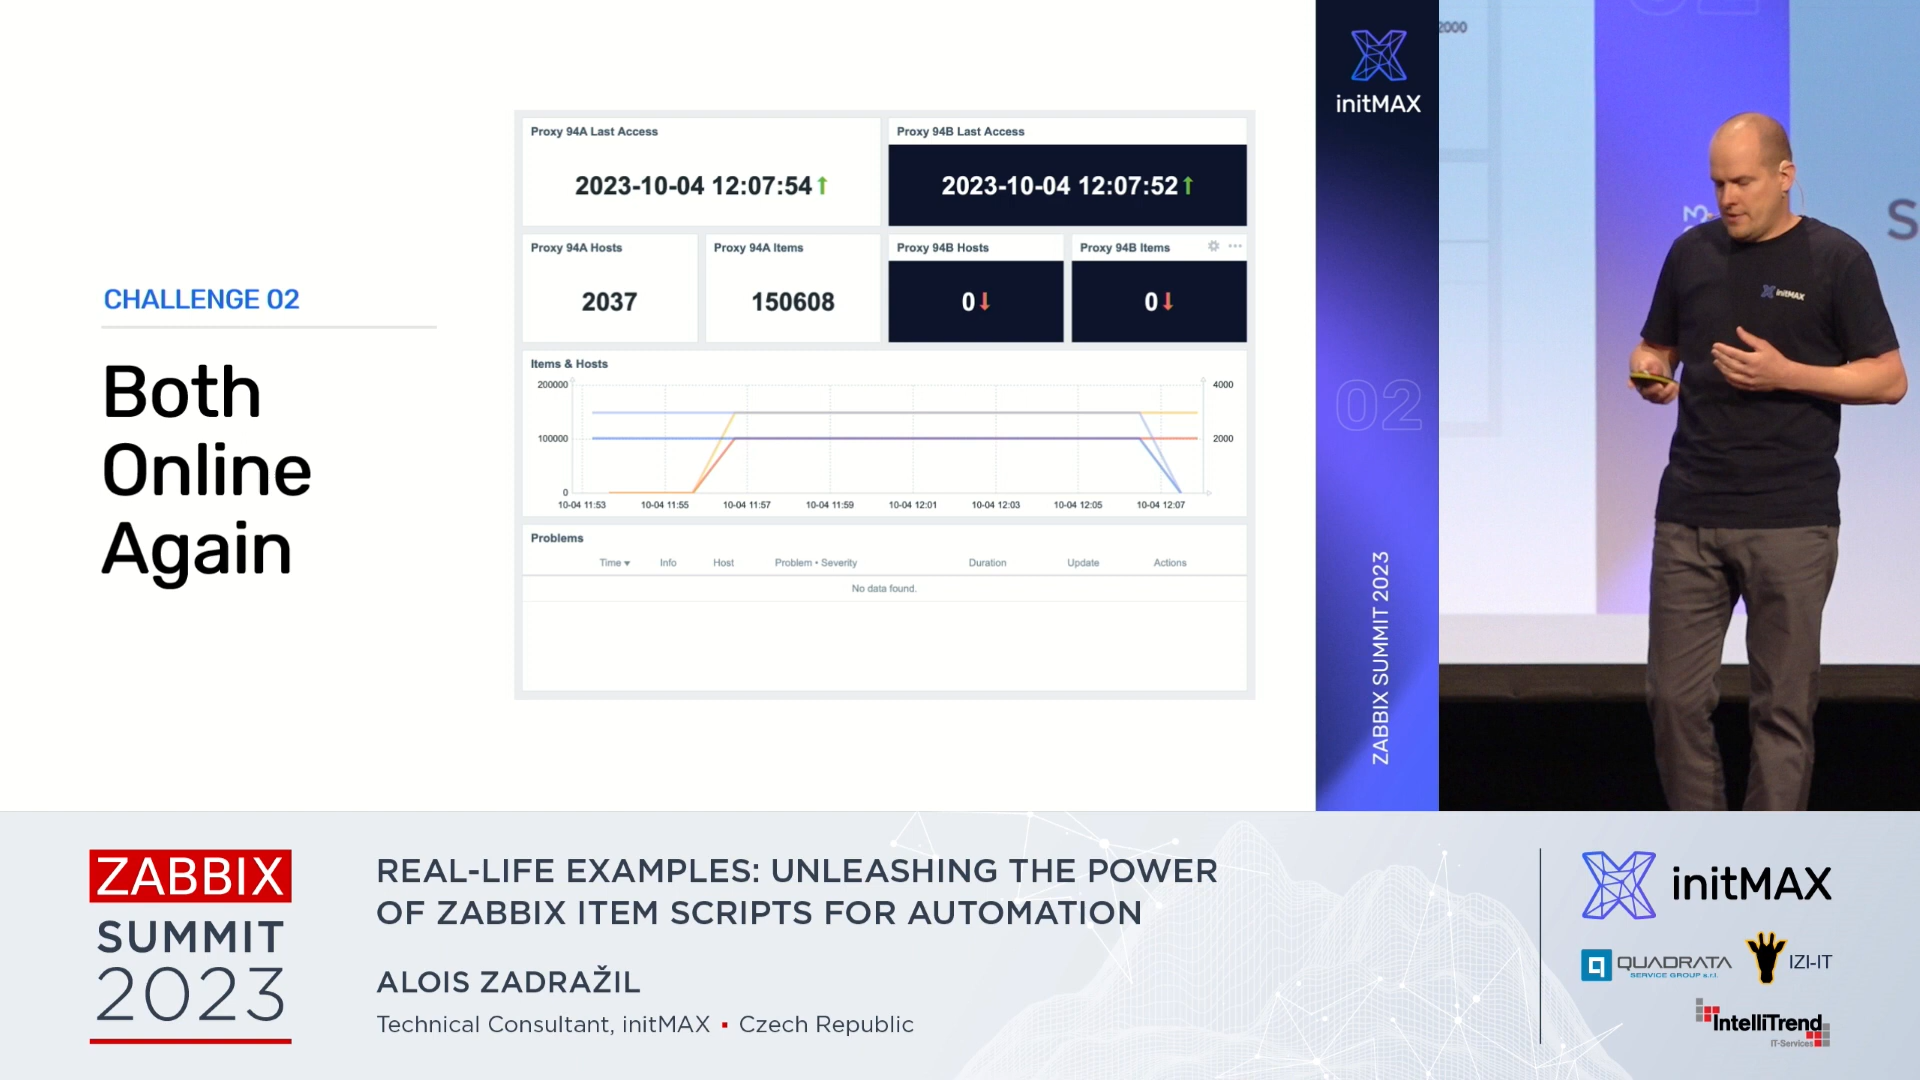 CHALLENGE 02
Both
Online
Again
Proxy 94A Last Access
2023-10-04 12:07:54
Proxy 94B Last Access
2023-10-04 12:07:52
Proxy 94A Hosts
2037
Proxy 94A Items
150608
Proxy 94B Hosts
0
Proxy 94B Items
0
Items & Hosts
200000
100000
0
4000
2000
10-04 11:53 10-04 11:55 10-04 11:57 10-04 11:59 10-04 12:01 10-04 12:03 10-04 12:05 10-04 12:07
Problems
Time Info Host Problem • Severity Duration Update Actions
No data found.
initMAX
02
ZABBIX SUMMIT 2023
2000
S
initMAX
ZABBIX
SUMMIT
2023
REAL-LIFE EXAMPLES: UNLEASHING THE POWER
OF ZABBIX ITEM SCRIPTS FOR AUTOMATION
ALOIS ZADRAŽIL
Technical Consultant, initMAX ▪ Czech Republic
initMAX
QUADRATA
SERVICE GROUP s.r.l.
IZI-IT
IntelliTrend
IT-Services